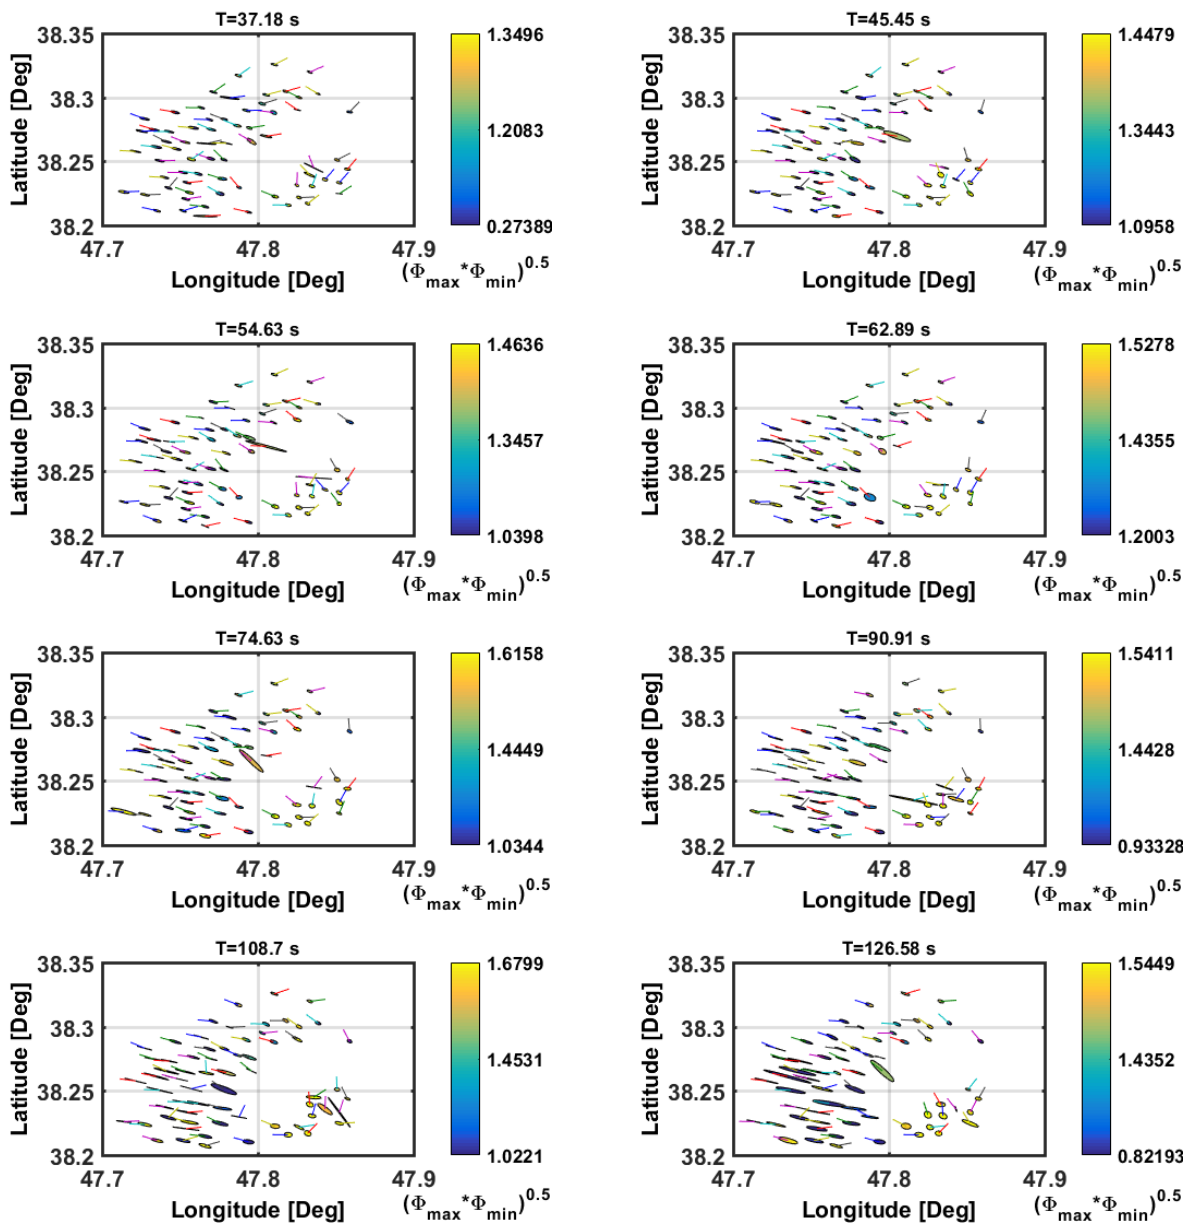 T=37.18 s
38.35
38.3
38.25
38.2
Latitude [Deg]
47.7
47.8
47.9
Longitude [Deg]
1.3496
1.2083
0.27389
(Φmax*Φmin)^0.5
T=45.45 s
38.35
38.3
38.25
38.2
Latitude [Deg]
47.7
47.8
47.9
Longitude [Deg]
1.4479
1.3443
1.0958
(Φmax*Φmin)^0.5
T=54.63 s
38.35
38.3
38.25
38.2
Latitude [Deg]
47.7
47.8
47.9
Longitude [Deg]
1.4636
1.3457
1.0398
(Φmax*Φmin)^0.5
T=62.89 s
38.35
38.3
38.25
38.2
Latitude [Deg]
47.7
47.8
47.9
Longitude [Deg]
1.5278
1.4355
1.2003
(Φmax*Φmin)^0.5
T=74.63 s
38.35
38.3
38.25
38.2
Latitude [Deg]
47.7
47.8
47.9
Longitude [Deg]
1.6158
1.4449
1.0344
(Φmax*Φmin)^0.5
T=90.91 s
38.35
38.3
38.25
38.2
Latitude [Deg]
47.7
47.8
47.9
Longitude [Deg]
1.5411
1.4428
0.93328
(Φmax*Φmin)^0.5
T=108.7 s
38.35
38.3
38.25
38.2
Latitude [Deg]
47.7
47.8
47.9
Longitude [Deg]
1.6799
1.4531
1.0221
(Φmax*Φmin)^0.5
T=126.58 s
38.35
38.3
38.25
38.2
Latitude [Deg]
47.7
47.8
47.9
Longitude [Deg]
1.5449
1.4352
0.82193
(Φmax*Φmin)^0.5